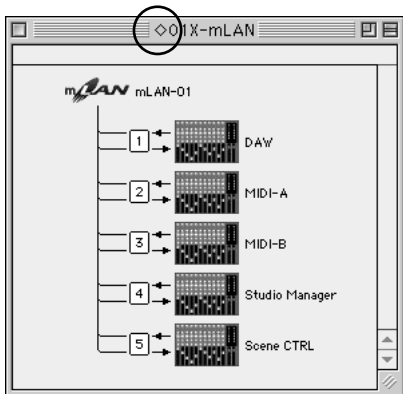 ◇01X-mLAN
mLAN mLAN-01
1 DAW
2 MIDI-A
3 MIDI-B
4 Studio Manager
5 Scene CTRL